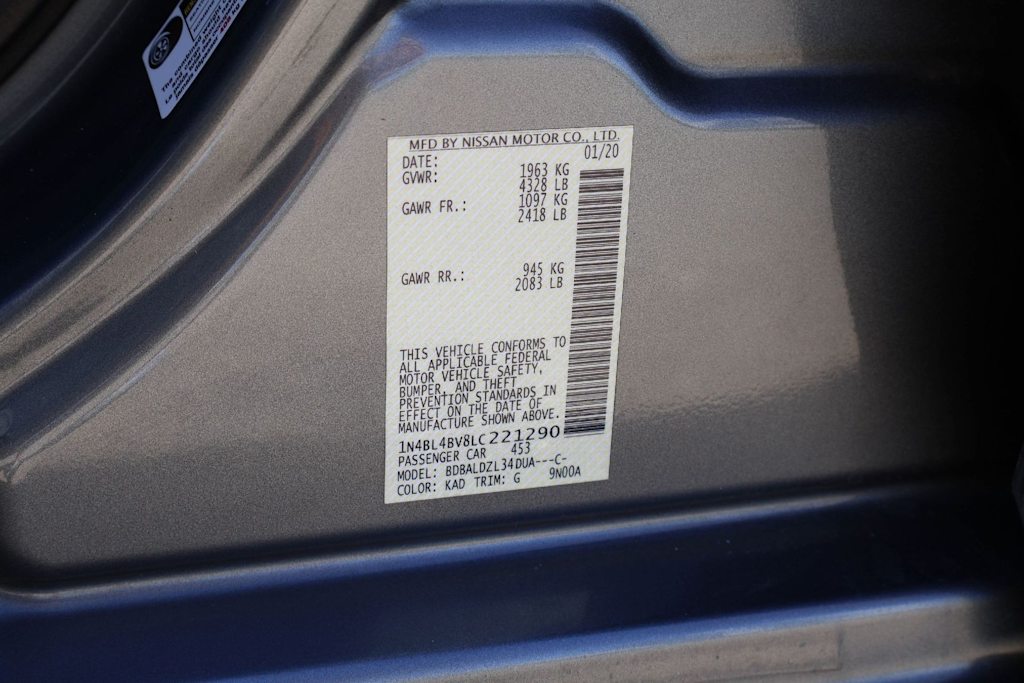 The combined weight
MFD BY NISSAN MOTOR CO., LTD.
DATE: 01/20
GVWR: 1963 KG
4328 LB
GAWR FR.: 1097 KG
2418 LB
GAWR RR.: 945 KG
2083 LB
THIS VEHICLE CONFORMS TO
ALL APPLICABLE FEDERAL
MOTOR VEHICLE SAFETY,
BUMPER, AND THEFT
PREVENTION STANDARDS IN
EFFECT ON THE DATE OF
MANUFACTURE SHOWN ABOVE.
1N4BL4BV8LC221290
PASSENGER CAR 453
MODEL: BDBALDZL34DUA---C-
COLOR: KAD TRIM: G 9N00A